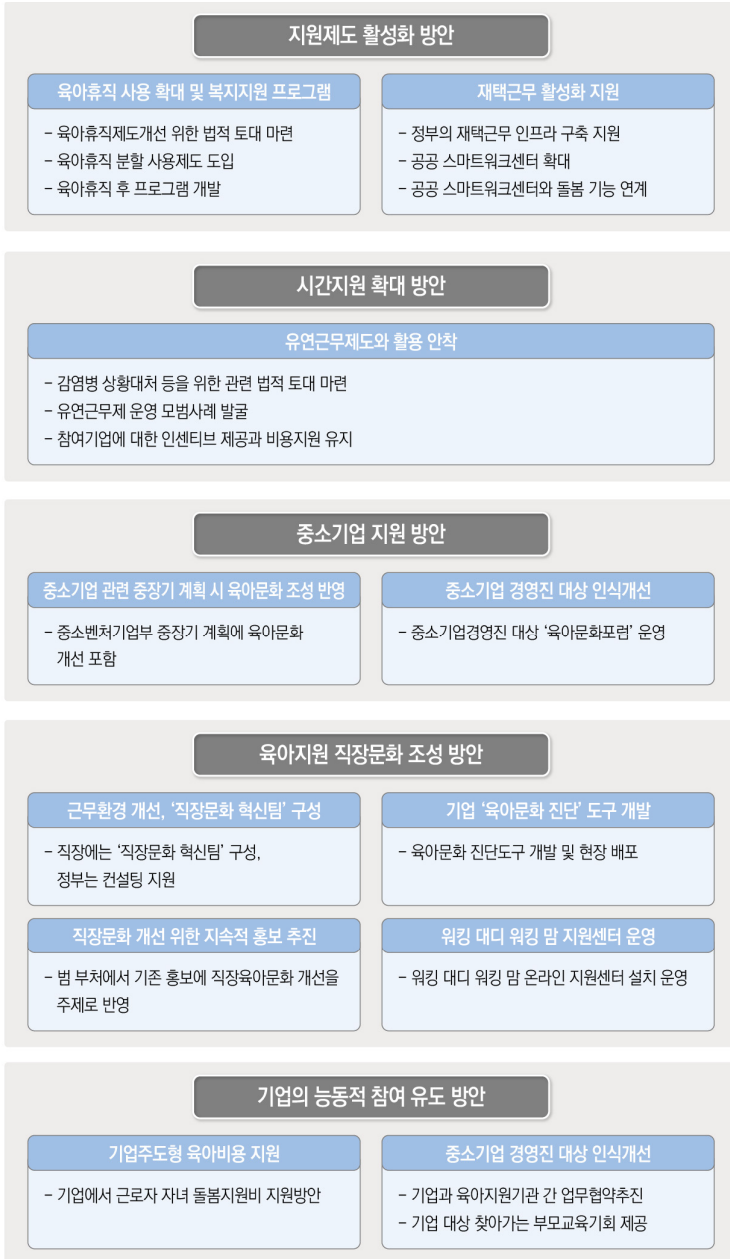 지원제도 활성화 방안
육아휴직 사용 확대 및 복지지원 프로그램
- 육아휴직제도개선 위한 법적 토대 마련
- 육아휴직 분할 사용제도 도입
- 육아휴직 후 프로그램 개발
재택근무 활성화 지원
- 정부의 재택근무 인프라 구축 지원
- 공공 스마트워크센터 확대
- 공공 스마트워크센터와 돌봄 기능 연계
시간지원 확대 방안
유연근무제도와 활용 안착
- 감염병 상황대처 등을 위한 관련 법적 토대 마련
- 유연근무제 운영 모범사례 발굴
- 참여기업에 대한 인센티브 제공과 비용지원 유지
중소기업 지원 방안
중소기업 관련 중장기 계획 시 육아문화 조성 반영
- 중소벤처기업부 중장기 계획에 육아문화
개선 포함
중소기업 경영진 대상 인식개선
- 중소기업경영진 대상 ‘육아문화포럼’ 운영
육아지원 직장문화 조성 방안
근무환경 개선, ‘직장문화 혁신팀’ 구성
- 직장에는 ‘직장문화 혁신팀’ 구성,
정부는 컨설팅 지원
기업 ‘육아문화 진단’ 도구 개발
- 육아문화 진단도구 개발 및 현장 배포
직장문화 개선 위한 지속적 홍보 추진
- 범 부처에서 기존 홍보에 직장육아문화 개선을
주제로 반영
워킹 대디 워킹 맘 지원센터 운영
- 워킹 대디 워킹 맘 온라인 지원센터 설치 운영
기업의 능동적 참여 유도 방안
기업주도형 육아비용 지원
- 기업에서 근로자 자녀 돌봄지원비 지원방안
중소기업 경영진 대상 인식개선
- 기업과 육아지원기관 간 업무협약추진
- 기업 대상 찾아가는 부모교육기회 제공